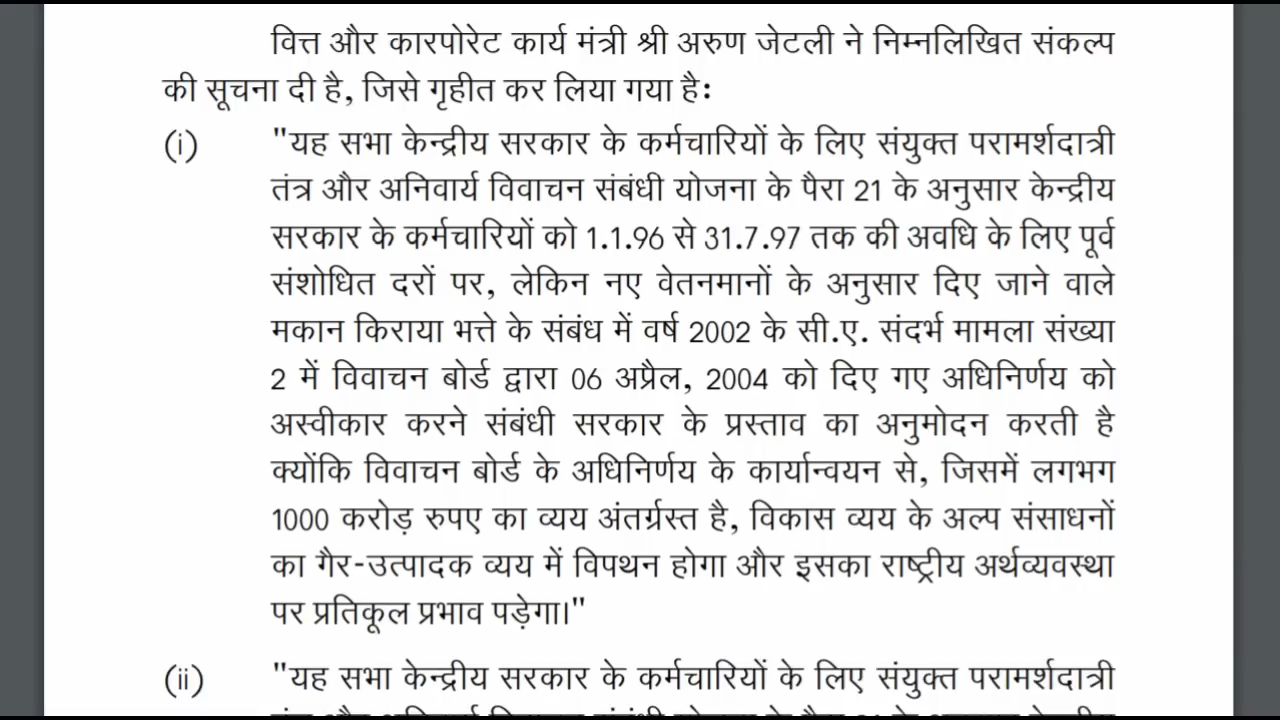 वित्त और कारपोरेट कार्य मंत्री श्री अरुण जेटली ने निम्नलिखित संकल्प
की सूचना दी है, जिसे गृहीत कर लिया गया है:
(i) "यह सभा केन्द्रीय सरकार के कर्मचारियों के लिए संयुक्त परामर्शदात्री
तंत्र और अनिवार्य विवाचन संबंधी योजना के पैरा 21 के अनुसार केन्द्रीय
सरकार के कर्मचारियों को 1.1.96 से 31.7.97 तक की अवधि के लिए पूर्व
संशोधित दरों पर, लेकिन नए वेतनमानों के अनुसार दिए जाने वाले
मकान किराया भत्ते के संबंध में वर्ष 2002 के सी.ए. संदर्भ मामला संख्या
2 में विवाचन बोर्ड द्वारा 06 अप्रैल, 2004 को दिए गए अधिनिर्णय को
अस्वीकार करने संबंधी सरकार के प्रस्ताव का अनुमोदन करती है
क्योंकि विवाचन बोर्ड के अधिनिर्णय के कार्यान्वयन से, जिसमें लगभग
1000 करोड़ रुपए का व्यय अंतर्ग्रस्त है, विकास व्यय के अल्प संसाधनों
का गैर-उत्पादक व्यय में विपथन होगा और इसका राष्ट्रीय अर्थव्यवस्था
पर प्रतिकूल प्रभाव पड़ेगा।"
(ii) "यह सभा केन्द्रीय सरकार के कर्मचारियों के लिए संयुक्त परामर्शदात्री